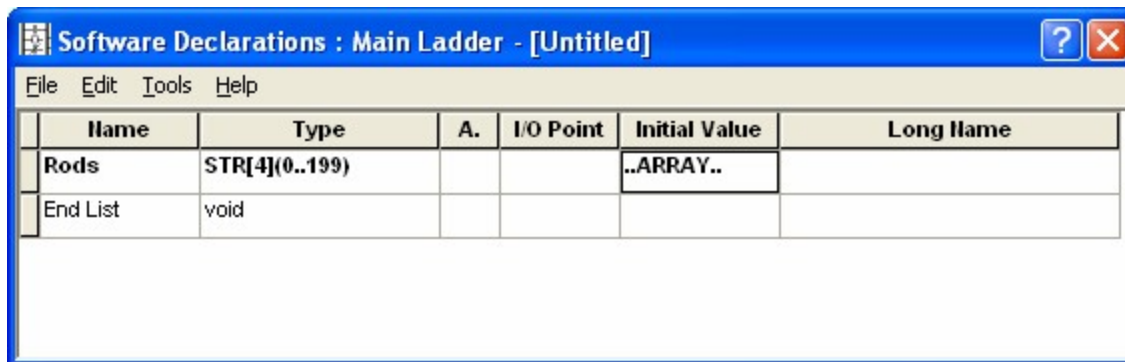 Software Declarations : Main Ladder - [Untitled]
File Edit Tools Help
Name Type A. I/O Point Initial Value Long Name
Rods STR[4](0..199) ..ARRAY..
End List void